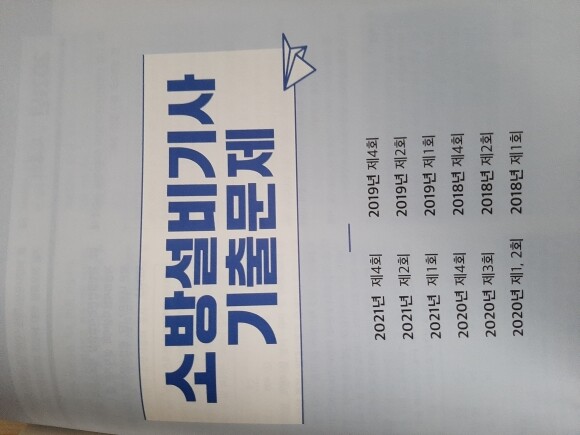 소방설비기사
기출문제
2021년 제4회
2021년 제2회
2021년 제1회
2020년 제4회
2020년 제3회
2020년 제1, 2회
2019년 제4회
2019년 제2회
2019년 제1회
2018년 제4회
2018년 제2회
2018년 제1회